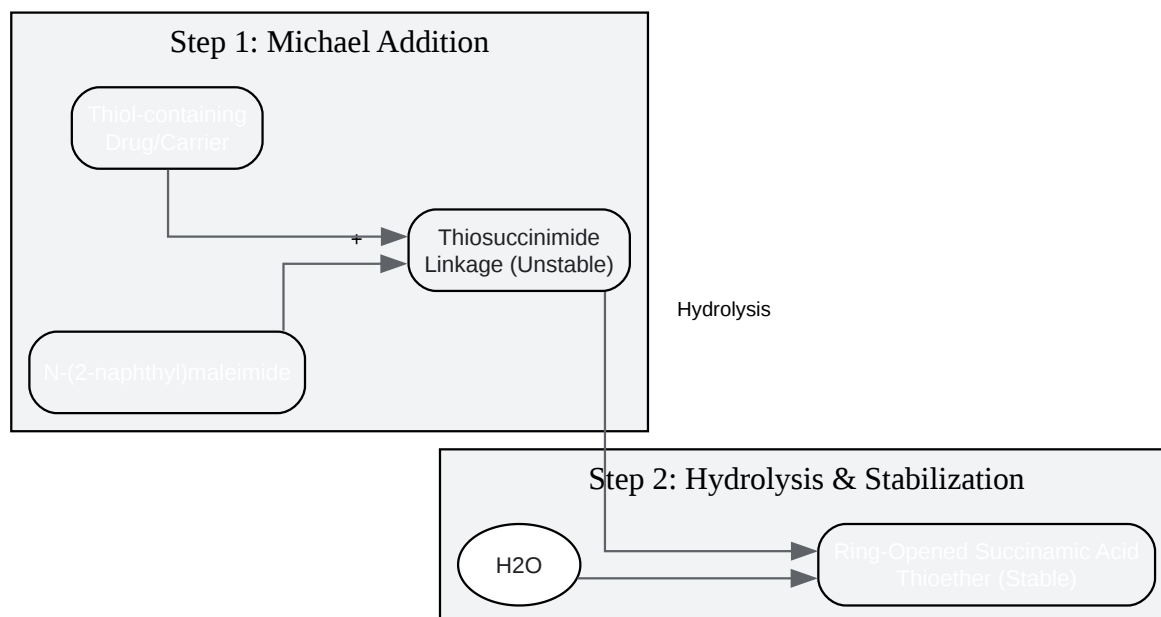 Step 1: Michael Addition
Thiol-containing
Drug/Carrier
+
Thiosuccinimide
Linkage (Unstable)
N-(2-naphthyl)maleimide
Hydrolysis
Step 2: Hydrolysis & Stabilization
H2O
Ring-Opened Succinamic Acid
Thioether (Stable)